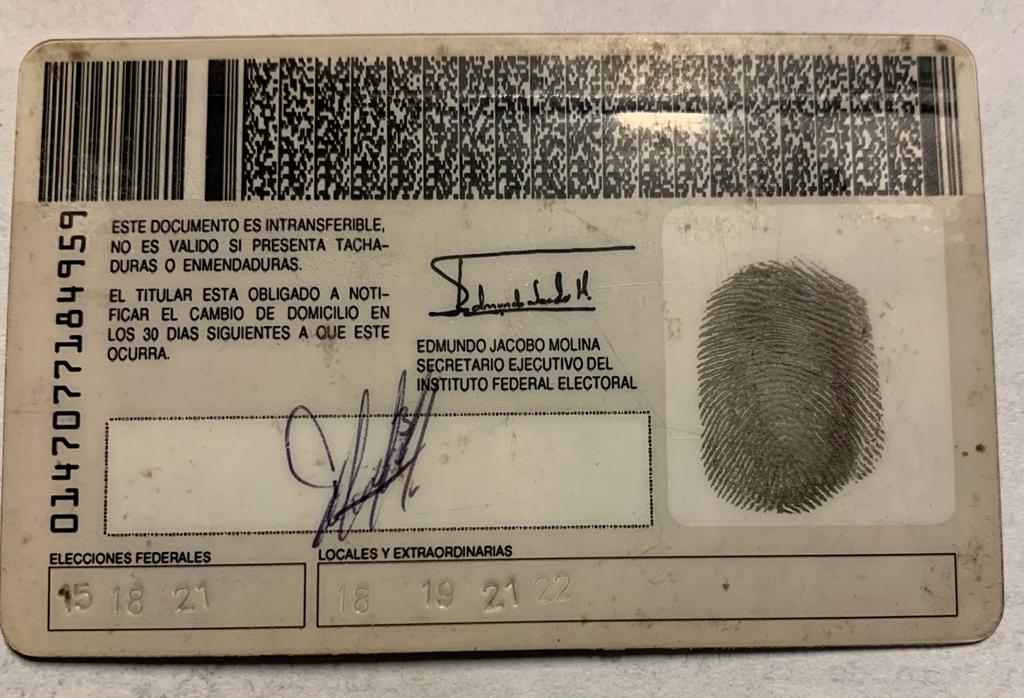 0147077184959
ESTE DOCUMENTO ES INTRANSFERIBLE,
NO ES VALIDO SI PRESENTA TACHA-
DURAS O ENMENDADURAS.
EL TITULAR ESTA OBLIGADO A NOTI-
FICAR EL CAMBIO DE DOMICILIO EN
LOS 30 DIAS SIGUIENTES A QUE ESTE
OCURRA.
Edmundo Jacobo M.
EDMUNDO JACOBO MOLINA
SECRETARIO EJECUTIVO DEL
INSTITUTO FEDERAL ELECTORAL
ELECCIONES FEDERALES
LOCALES Y EXTRAORDINARIAS
15 18 21
18 19 21 22